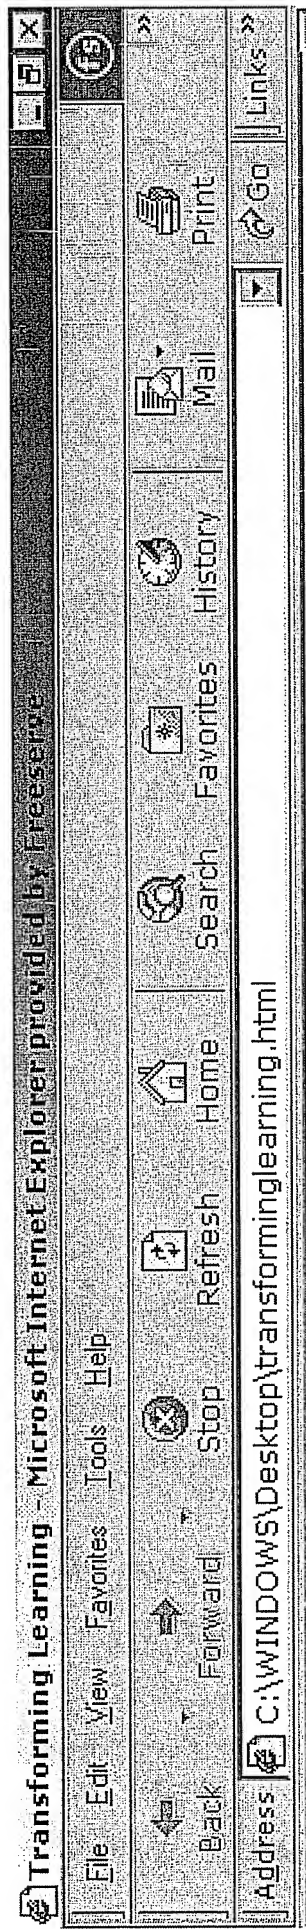 Transforming Learning - Microsoft Internet Explorer provided by Freeserve
File Edit View Favorites Tools Help
fs
Back Forward Stop Refresh Home Search Favorites History Mail Print »
Address C:\WINDOWS\Desktop\transforminglearning.html Go Links »